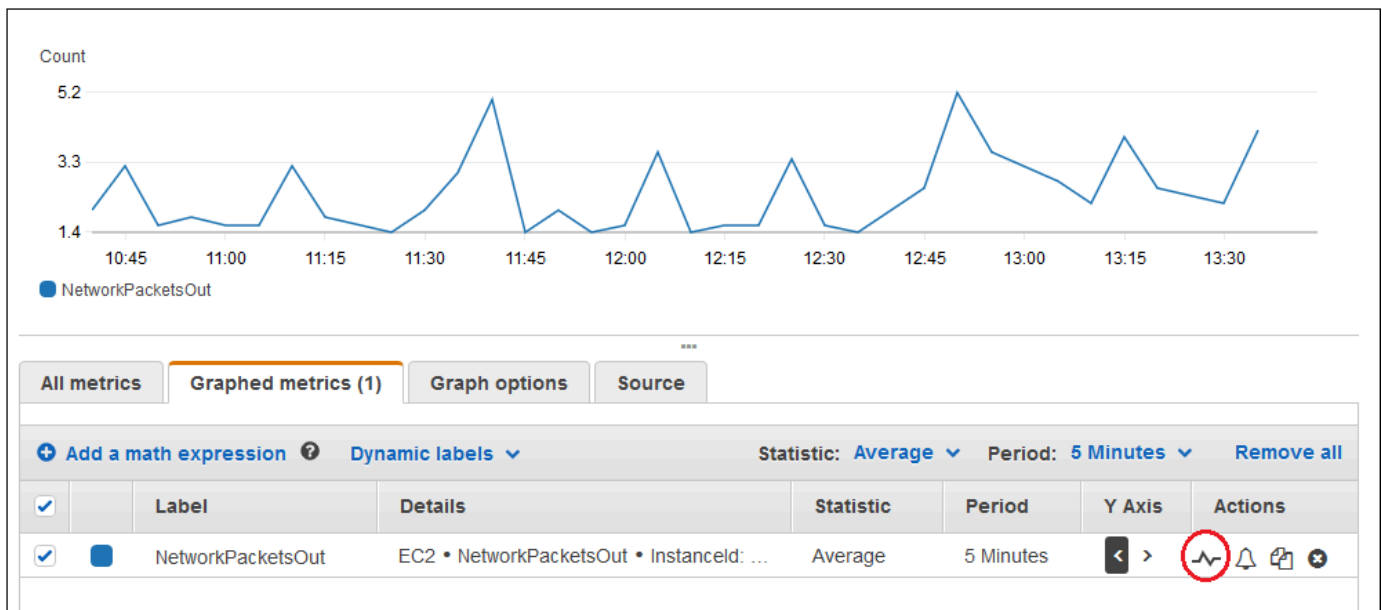 Count
5.2
3.3
1.4
10:45 11:00 11:15 11:30 11:45 12:00 12:15 12:30 12:45 13:00 13:15 13:30
NetworkPacketsOut
All metrics Graphed metrics (1) Graph options Source
Add a math expression ? Dynamic labels Statistic: Average Period: 5 Minutes Remove all
Label Details Statistic Period Y Axis Actions
NetworkPacketsOut EC2 • NetworkPacketsOut • InstanceId: ... Average 5 Minutes < >